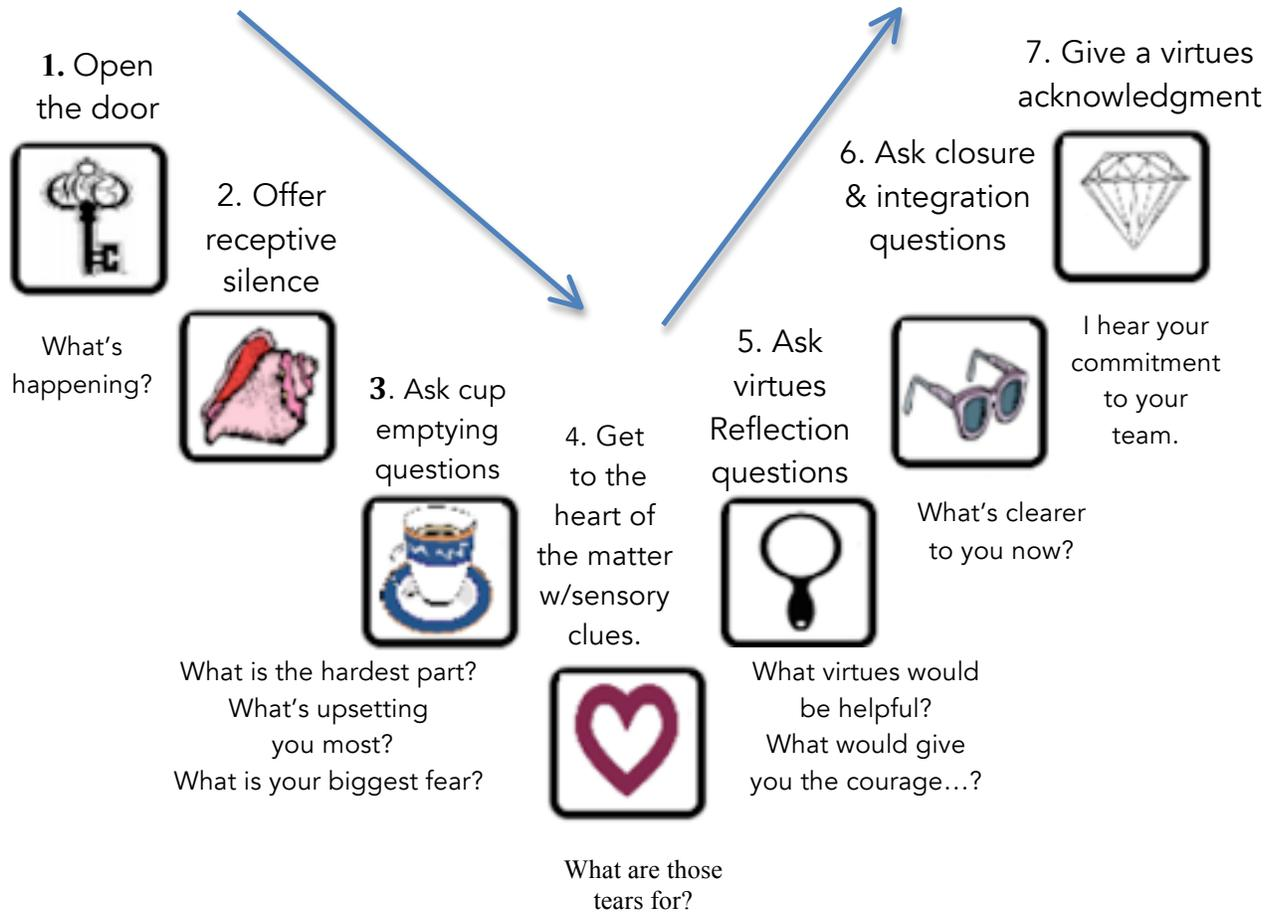 1. Open
the door
What's
happening?
2. Offer
receptive
silence
3. Ask cup
emptying
questions
What is the hardest part?
What's upsetting
you most?
What is your biggest fear?
4. Get
to the
heart of
the matter
w/sensory
clues.
What are those
tears for?
5. Ask
virtues
Reflection
questions
What virtues would
be helpful?
What would give
you the courage...?
6. Ask closure
& integration
questions
What's clearer
to you now?
7. Give a virtues
acknowledgment
I hear your
commitment
to your
team.